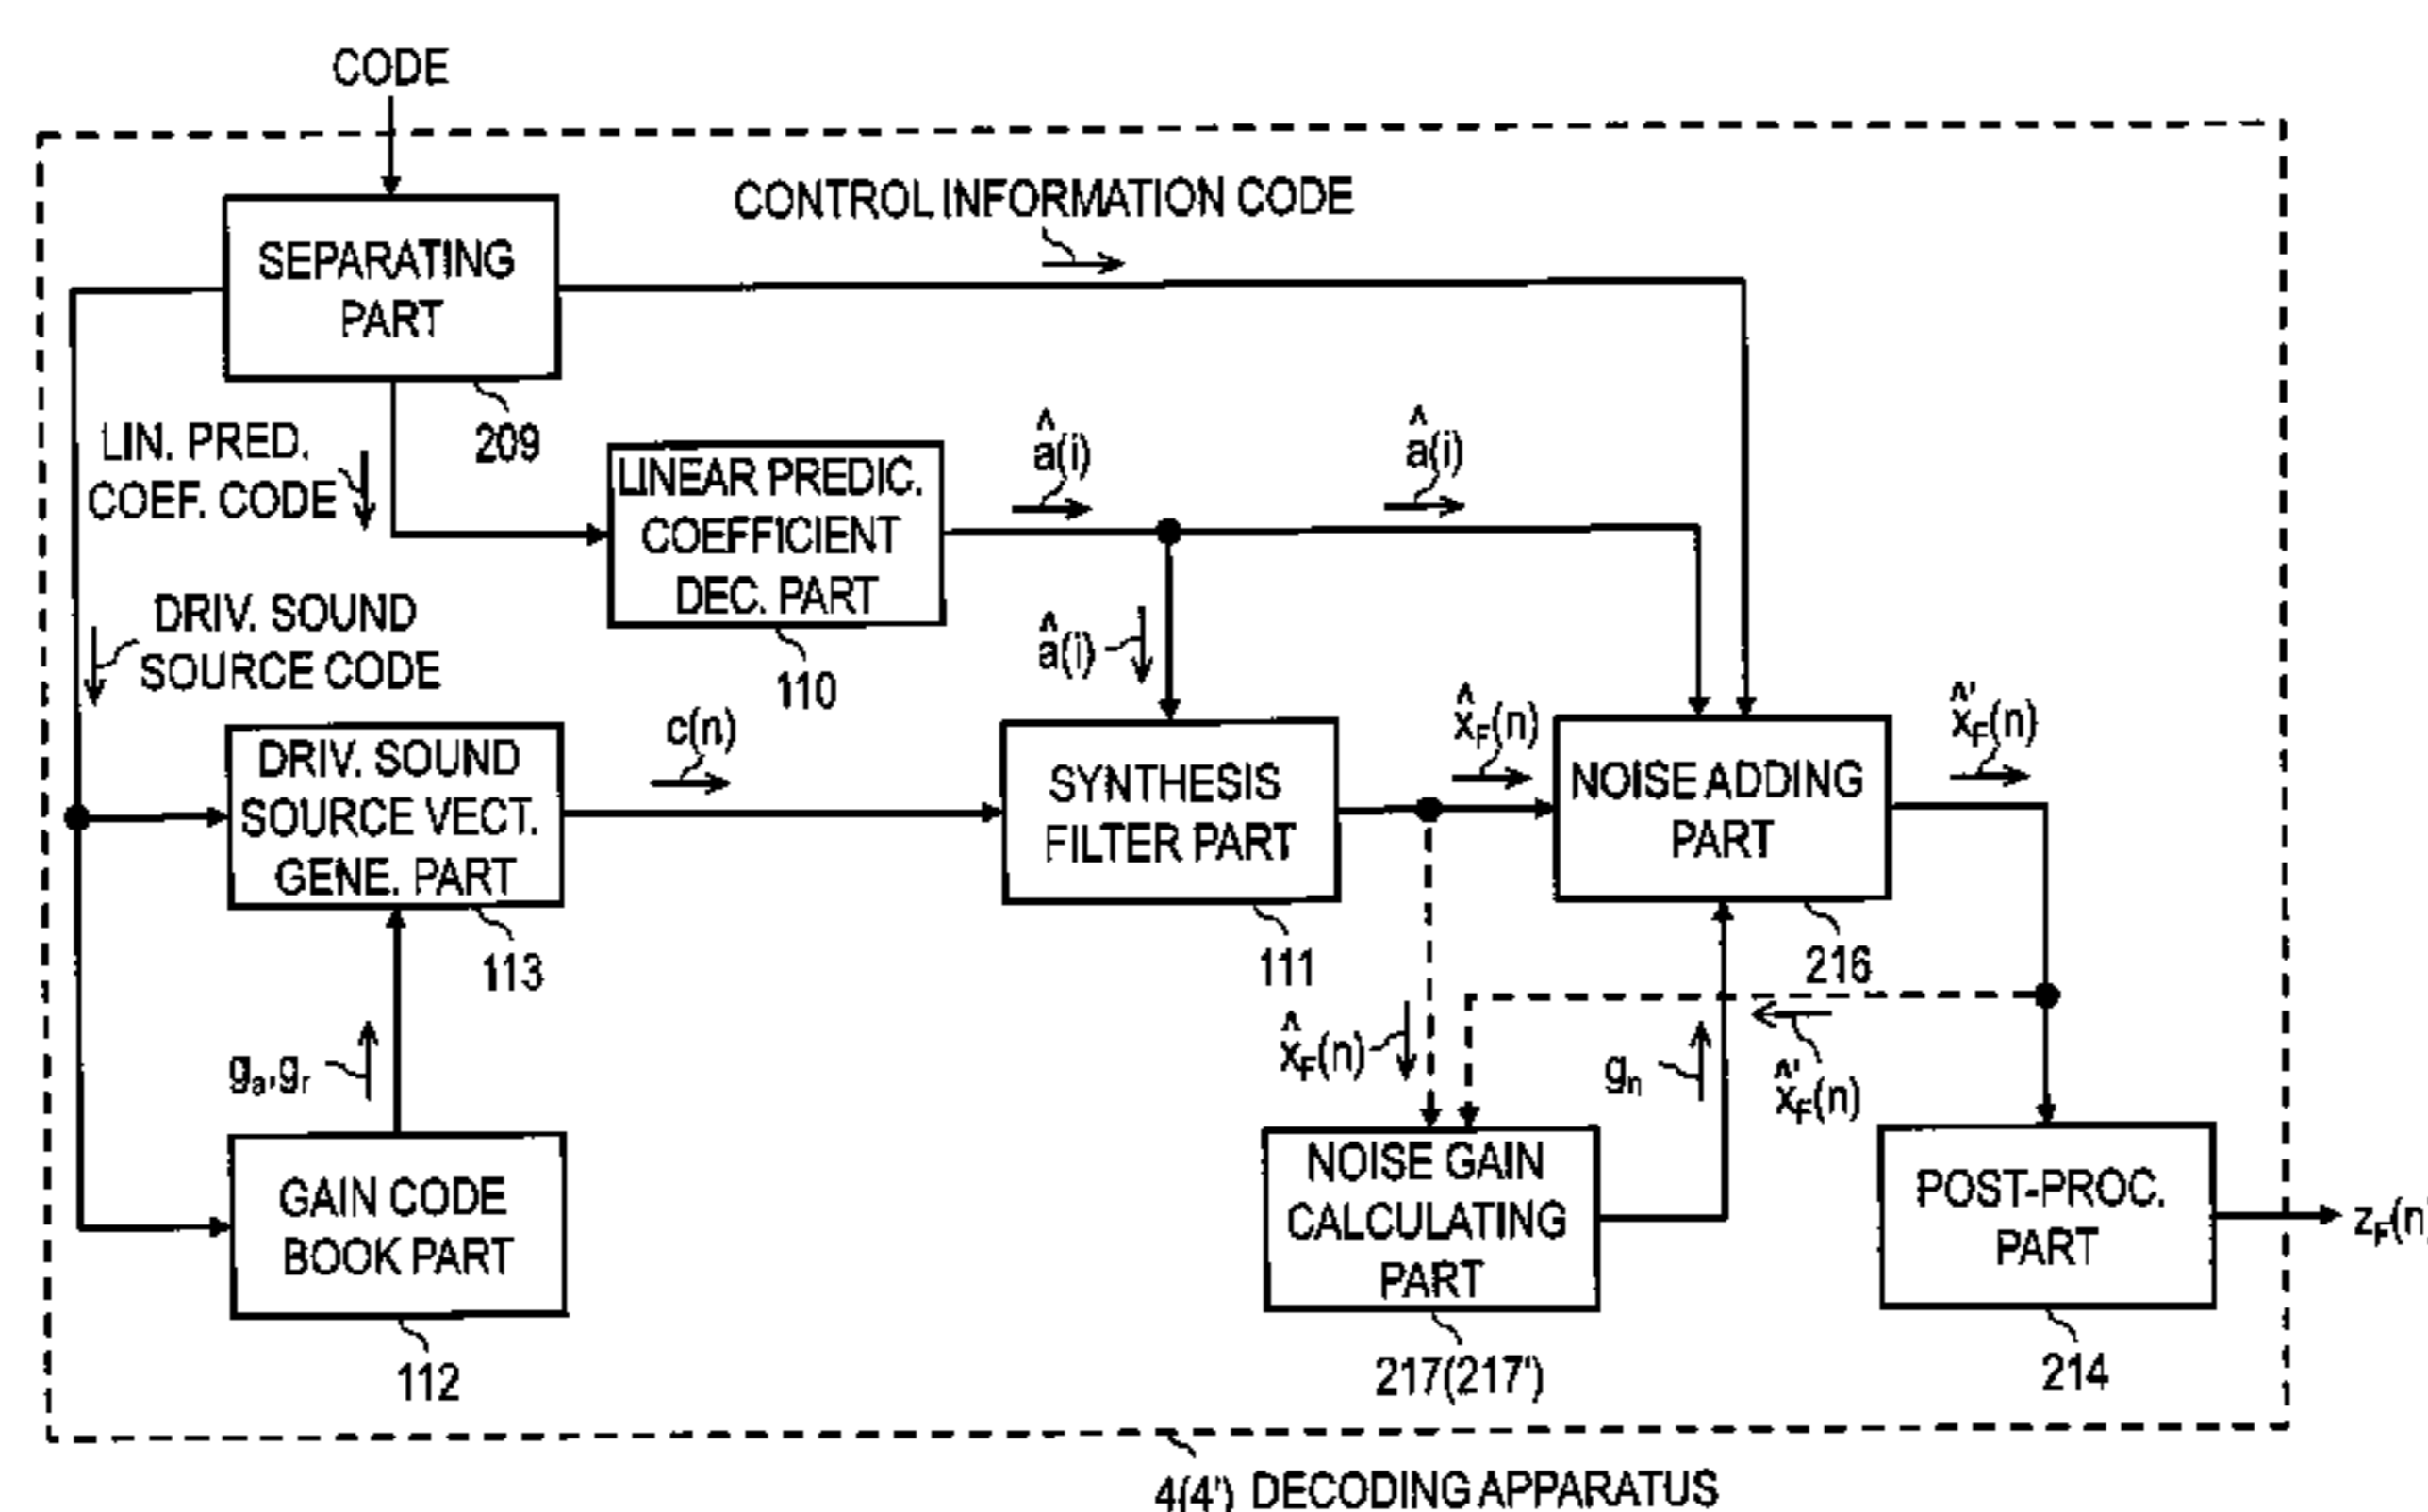 CODE
CONTROL INFORMATION CODE
SEPARATING
PART
209
LIN. PRED.
COEF. CODE
LINEAR PREDIC.
COEFFICIENT
DEC. PART
110
â(i)
â(i)
â(i)
DRIV. SOUND
SOURCE CODE
DRIV. SOUND
SOURCE VECT.
GENE. PART
113
c(n)
SYNTHESIS
FILTER PART
111
x̂F(n)
NOISE ADDING
PART
216
x̂'F(n)
ga,gr
GAIN CODE
BOOK PART
112
x̂F(n)
gn
x̂'F(n)
NOISE GAIN
CALCULATING
PART
217(217')
POST-PROC.
PART
214
zF(n)
4(4') DECODING APPARATUS